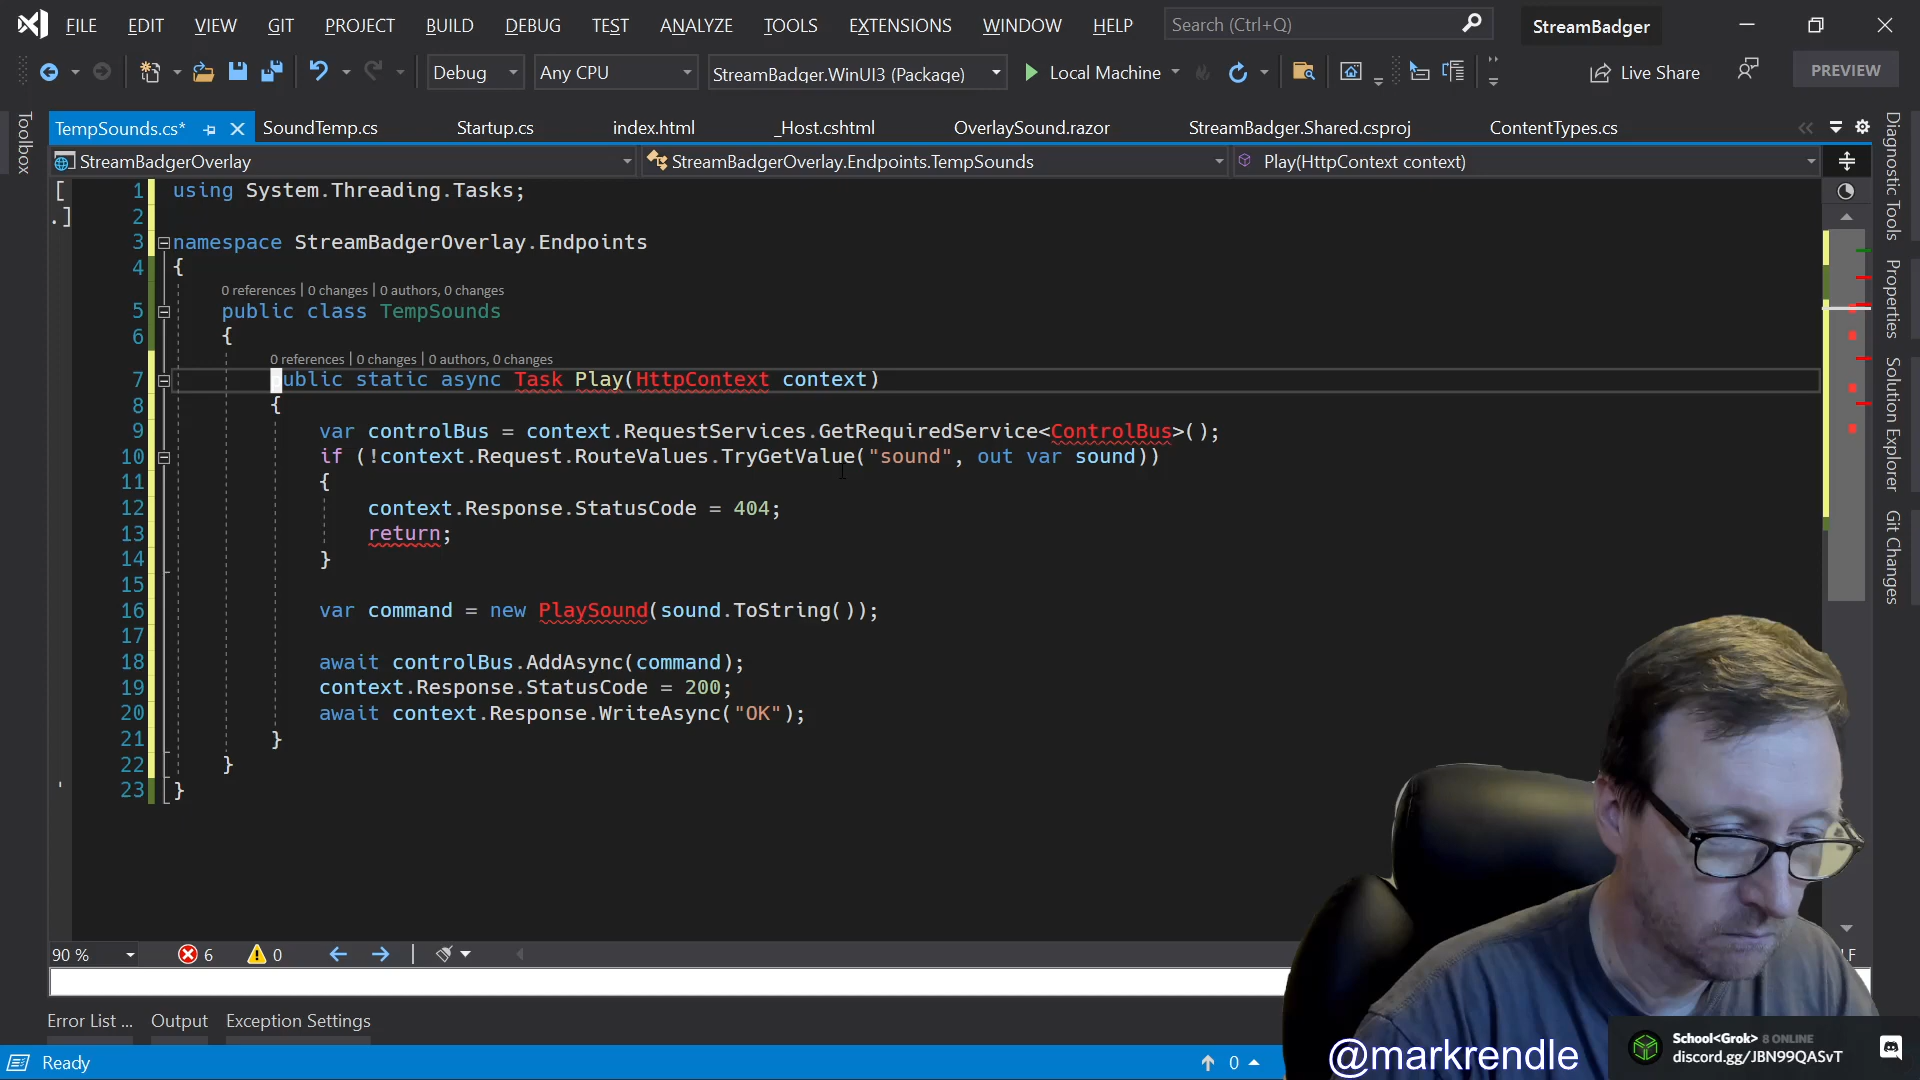 FILE EDIT VIEW GIT PROJECT BUILD DEBUG TEST ANALYZE TOOLS EXTENSIONS WINDOW HELP Search (Ctrl+Q) StreamBadger
Debug Any CPU StreamBadger.WinUI3 (Package) Local Machine Live Share PREVIEW
TempSounds.cs* SoundTemp.cs Startup.cs index.html _Host.cshtml OverlaySound.razor StreamBadger.Shared.csproj ContentTypes.cs
StreamBadgerOverlay StreamBadgerOverlay.Endpoints.TempSounds Play(HttpContext context)
Toolbox
Diagnostic Tools
Properties
Solution Explorer
Git Changes
1 using System.Threading.Tasks;
2
3 namespace StreamBadgerOverlay.Endpoints
4 {
0 references | 0 changes | 0 authors, 0 changes
5 public class TempSounds
6 {
0 references | 0 changes | 0 authors, 0 changes
7 public static async Task Play(HttpContext context)
8 {
9 var controlBus = context.RequestServices.GetRequiredService<ControlBus>();
10 if (!context.Request.RouteValues.TryGetValue("sound", out var sound))
11 {
12 context.Response.StatusCode = 404;
13 return;
14 }
15
16 var command = new PlaySound(sound.ToString());
17
18 await controlBus.AddAsync(command);
19 context.Response.StatusCode = 200;
20 await context.Response.WriteAsync("OK");
21 }
22 }
23 }
90 % 6 0
Error List ... Output Exception Settings
Ready 0
@markrendle
School<Grok> 8 ONLINE
discord.gg/JBN99QASvT